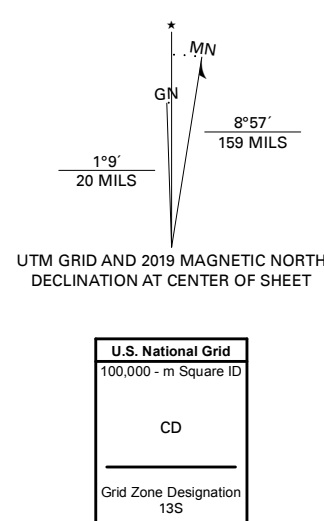 ★
MN
GN
8°57´
159 MILS
1°9´
20 MILS
UTM GRID AND 2019 MAGNETIC NORTH
DECLINATION AT CENTER OF SHEET
U.S. National Grid
100,000 - m Square ID
CD
Grid Zone Designation
13S